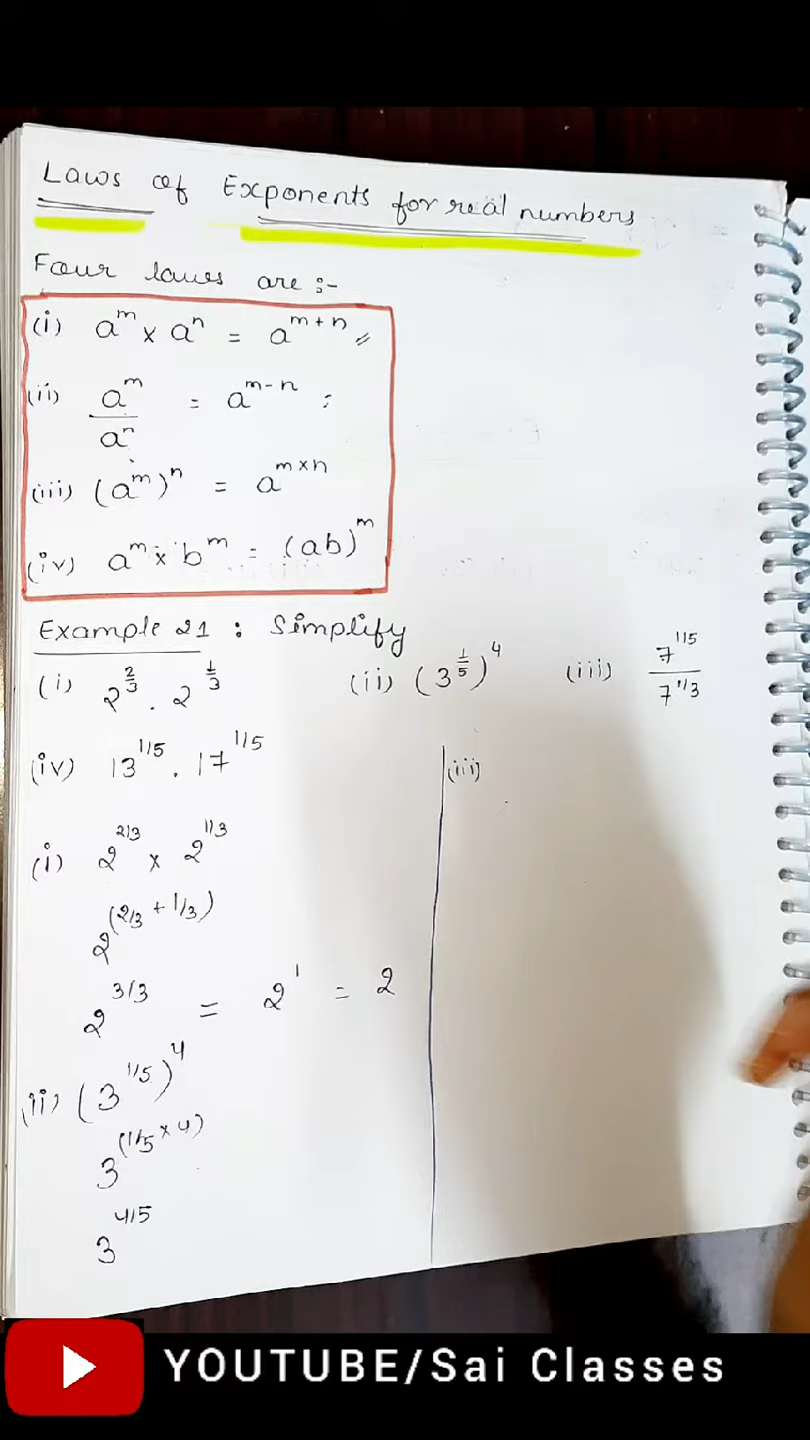 Laws of Exponents for real numbers
Four laws are :-
(i) a^m x a^n = a^(m+n)
(ii) a^m / a^n = a^(m-n)
(iii) (a^m)^n = a^(m×n)
(iv) a^m × b^m = (ab)^m
Example 21 : Simplify
(i) 2^(2/3) . 2^(1/3) (ii) (3^(1/5))^4 (iii) 7^(1/5) / 7^(1/3)
(iv) 13^(1/5) . 17^(1/5)
(i) 2^(2/3) × 2^(1/3)
2^(2/3 + 1/3)
2^(3/3) = 2^1 = 2
(ii) (3^(1/5))^4
3^(1/5 × 4)
3^(4/5)
(iii)
YOUTUBE/Sai Classes